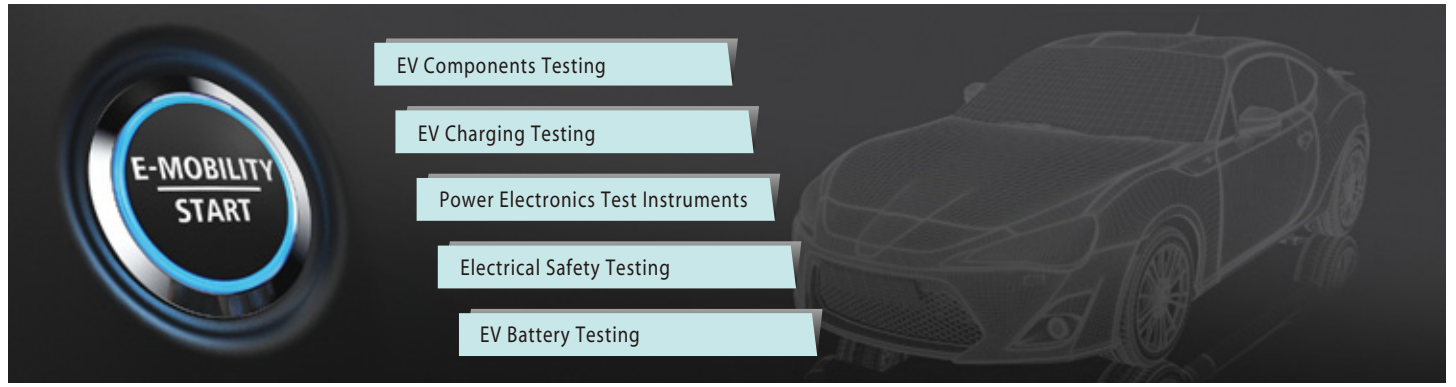 E-MOBILITY
START
EV Components Testing
EV Charging Testing
Power Electronics Test Instruments
Electrical Safety Testing
EV Battery Testing